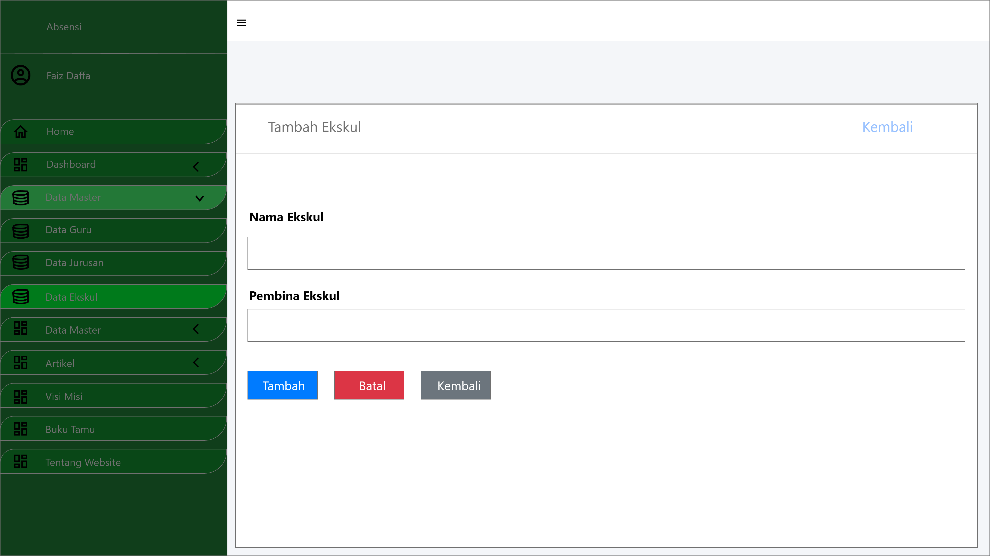 Absensi
Faiz Daffa
Home
Dashboard
Data Master
Data Guru
Data Jurusan
Data Ekskul
Data Master
Artikel
Visi Misi
Buku Tamu
Tentang Website
Tambah Ekskul
Kembali
Nama Ekskul
Pembina Ekskul
Tambah
Batal
Kembali